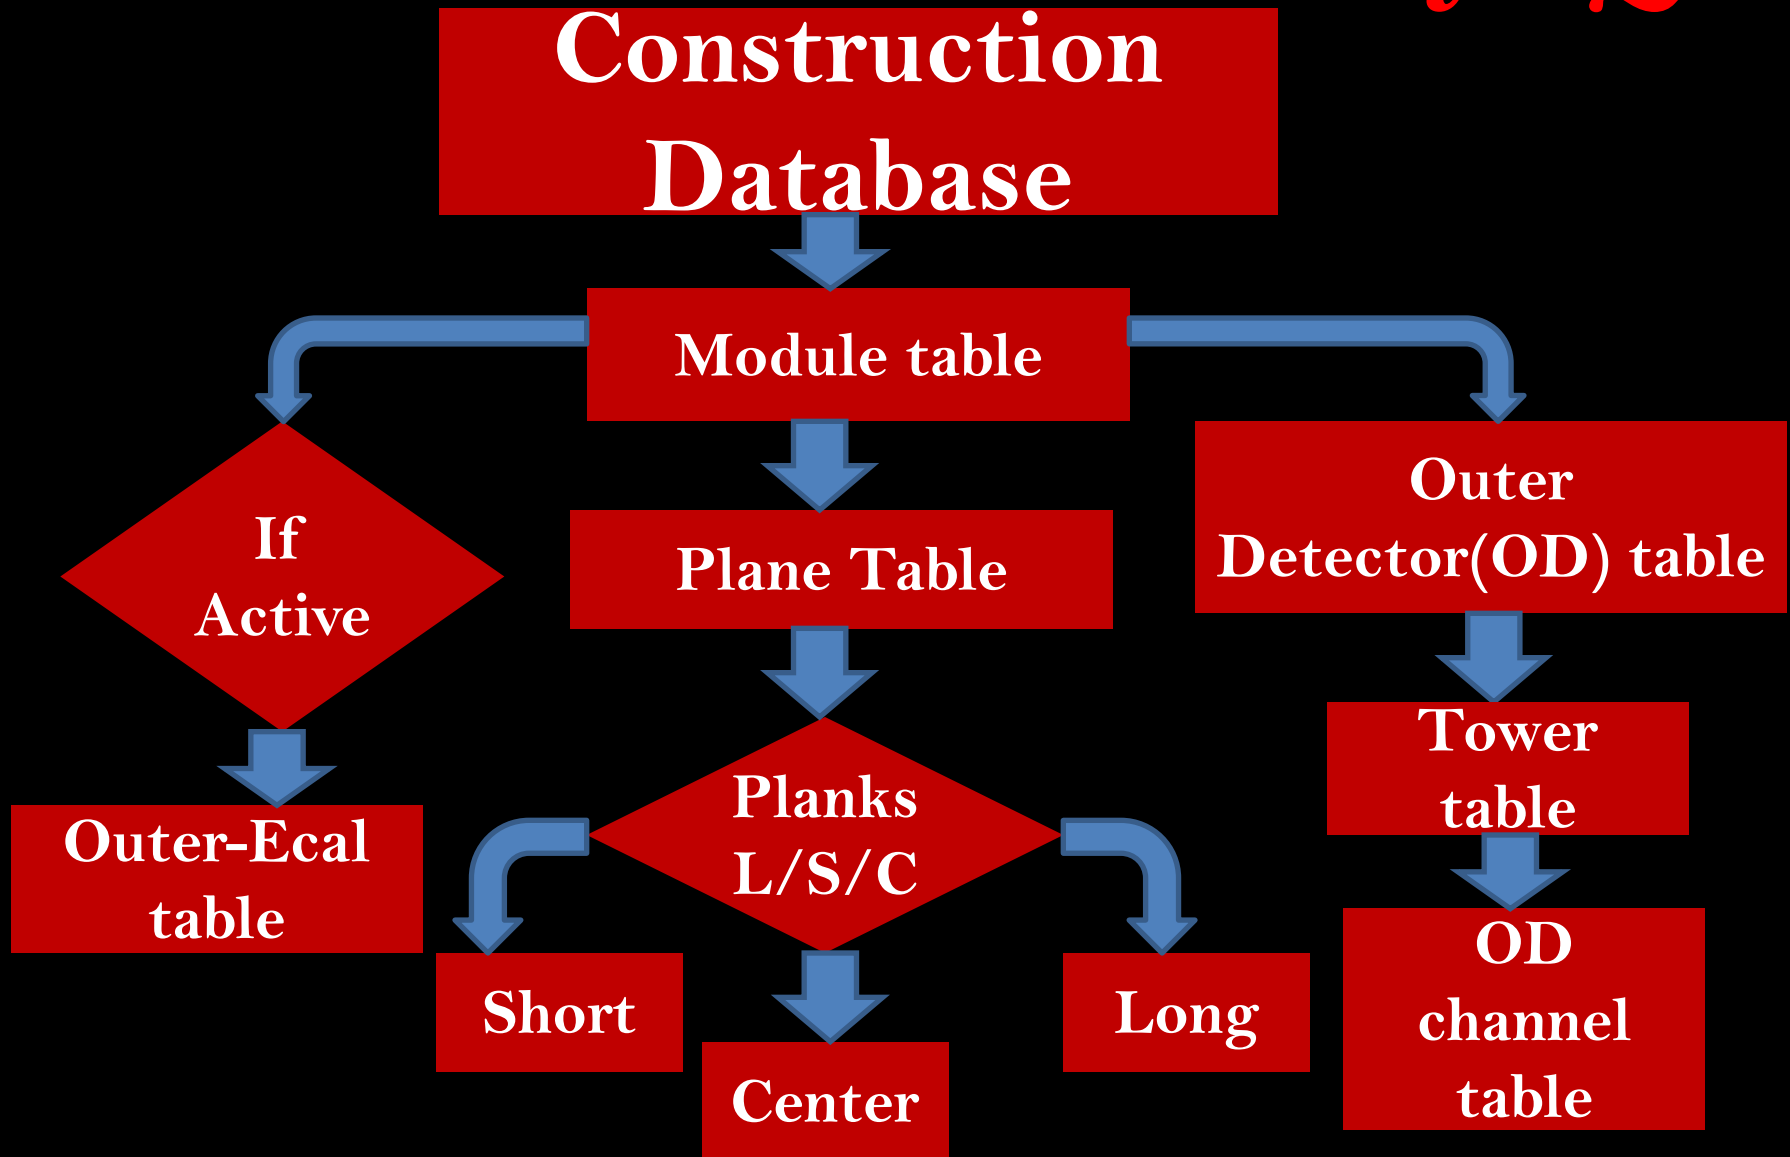 Construction
Database
Module table
If
Active
Plane Table
Outer
Detector(OD) table
Planks
L/S/C
Tower
table
Outer-Ecal
table
Short
Center
Long
OD
channel
table